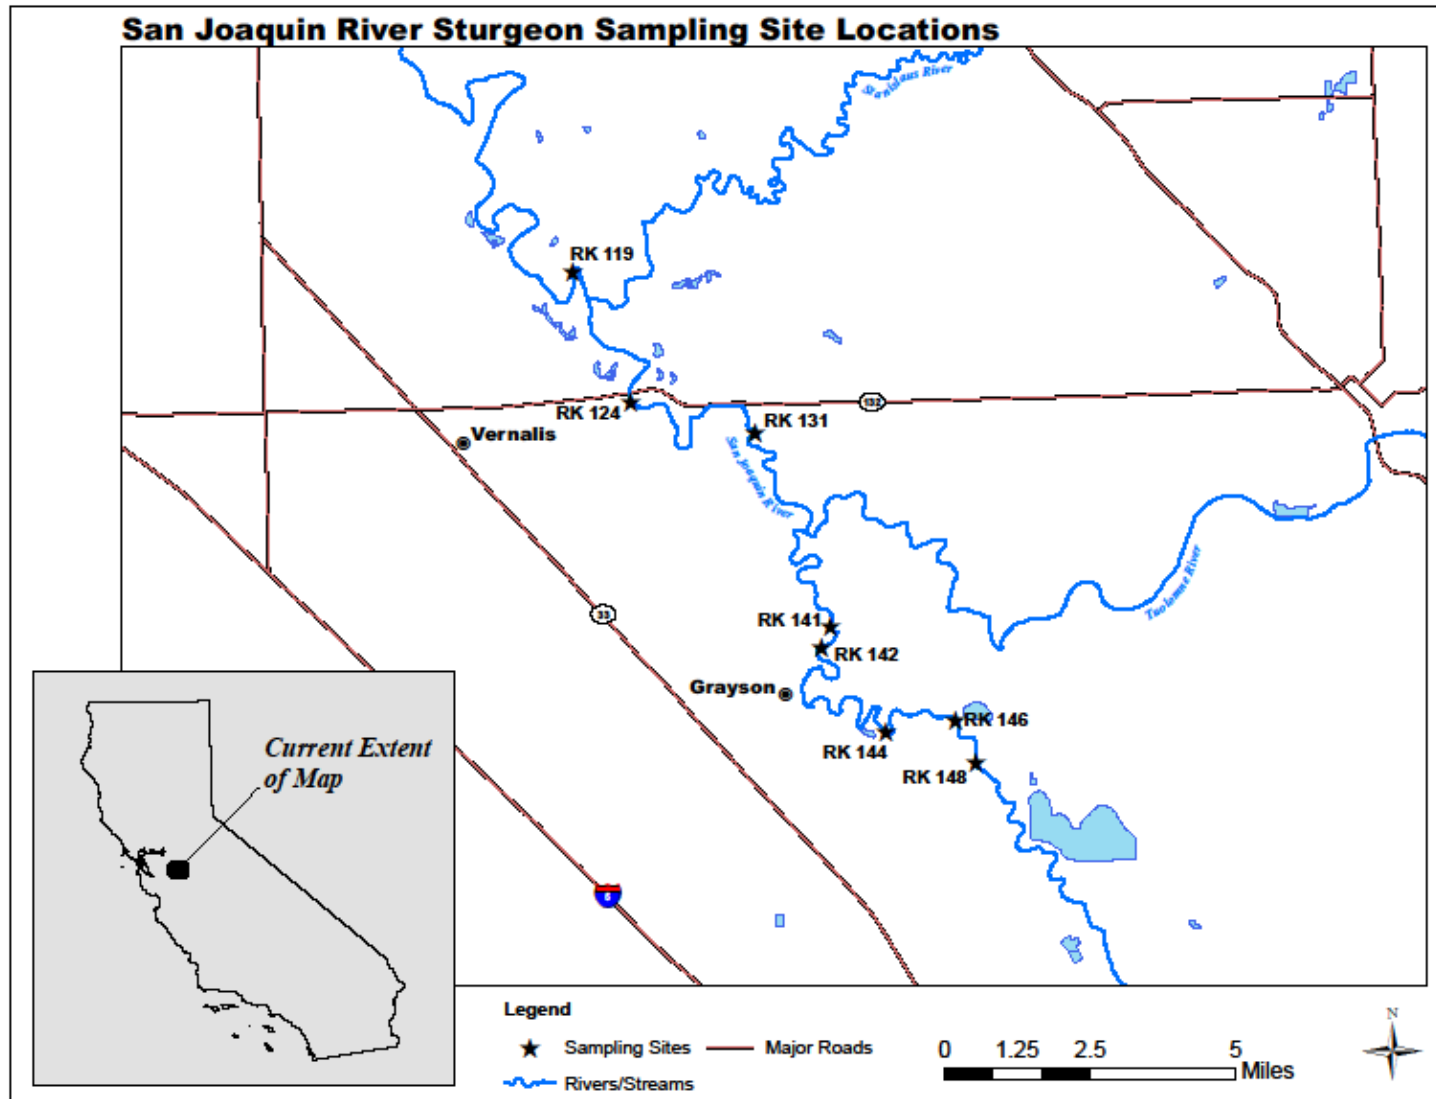 San Joaquin River Sturgeon Sampling Site Locations
Stanislaus River
RK 119
RK 124
132
RK 131
Vernalis
San Joaquin River
Tuolomne River
33
RK 141
RK 142
Grayson
RK 146
RK 144
RK 148
Current Extent
of Map
5
Legend
Sampling Sites
Major Roads
Rivers/Streams
0 1.25 2.5 5
Miles
N